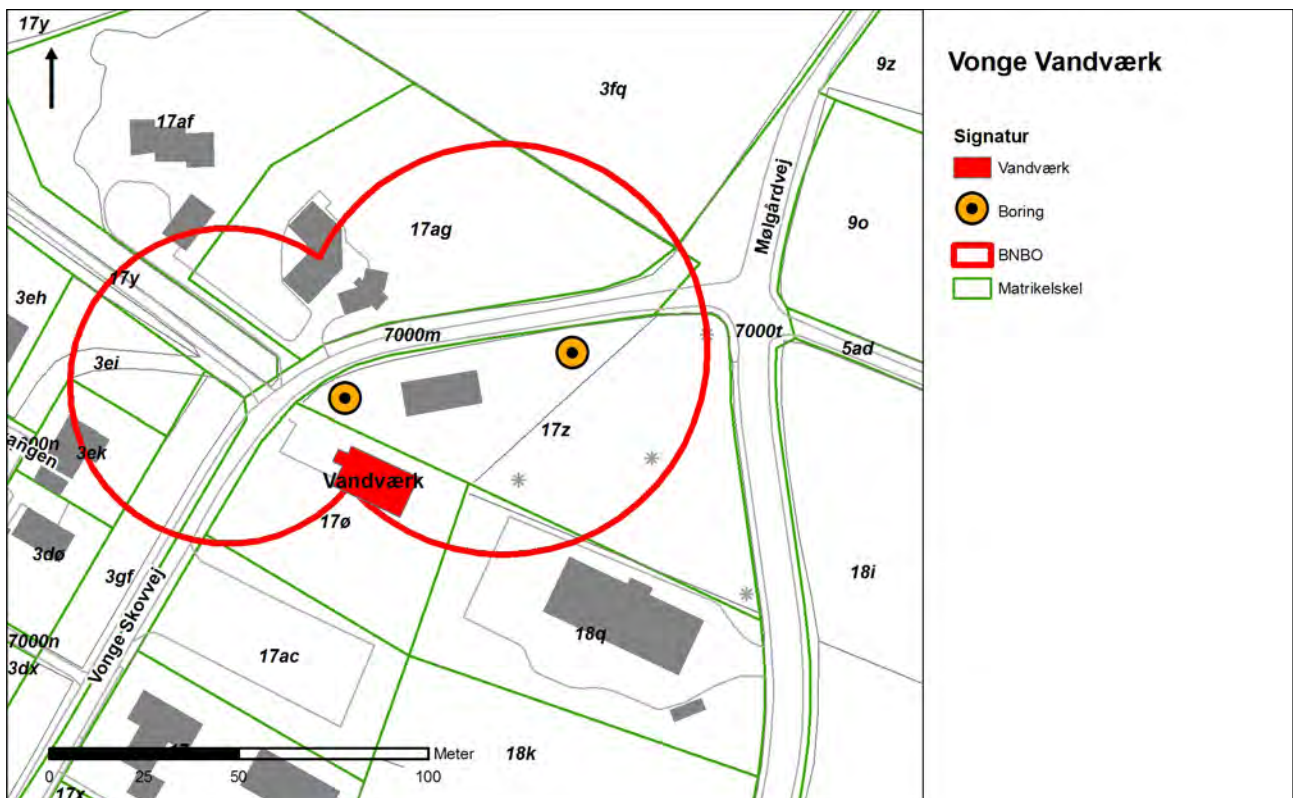 17y
3fq
9z
17af
Mølgårdvej
17ag
9o
17y
3eh
7000m
7000t
5ad
3ei
17z
3ek
Vandværk
17ø
3dø
3gf
18i
7000n
18q
3dx
Vonge Skovvej
17ac
18k
17x
Meter
0
25
50
100
Vonge Vandværk
Signatur
Vandværk
Boring
BNBO
Matrikelskel